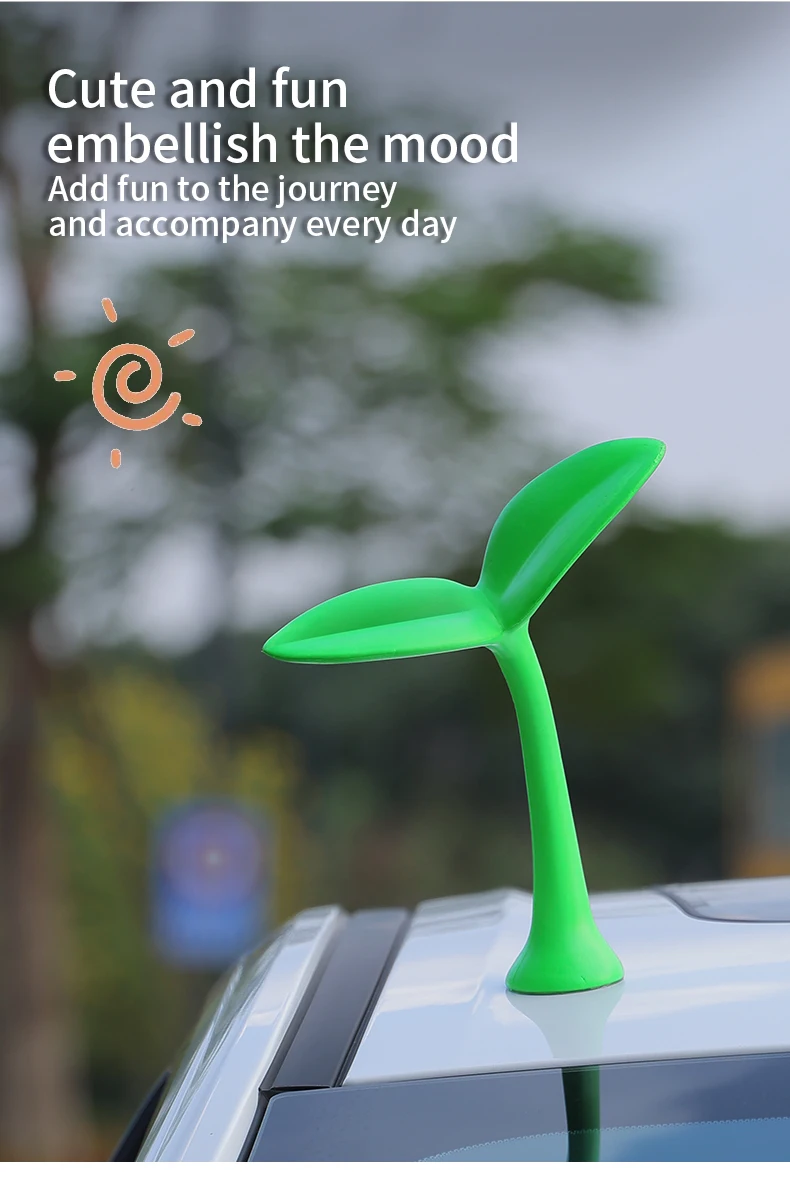 Cute and fun
embellish the mood
Add fun to the journey
and accompany every day